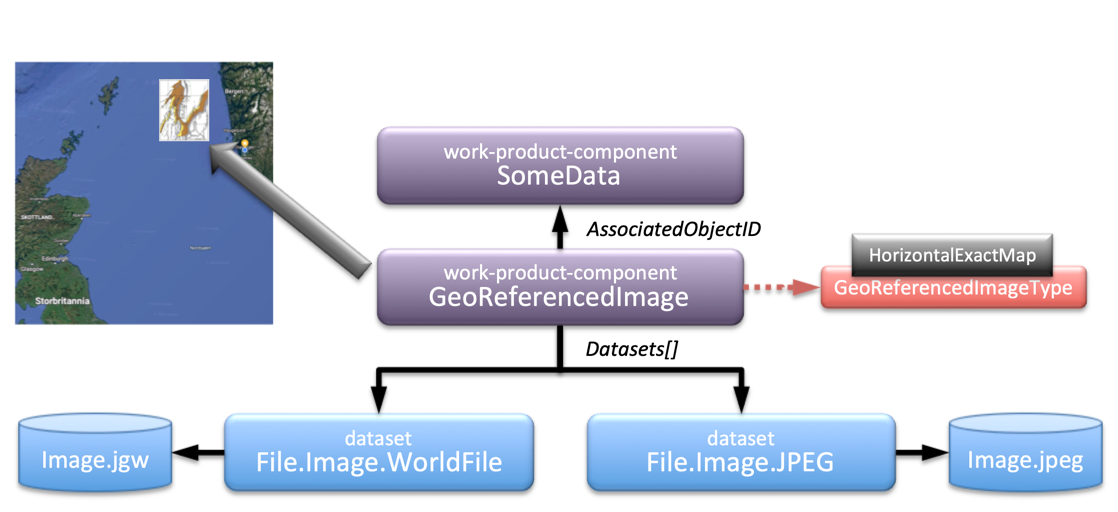 Bergen
SKOTTLAND
Edinburgh
Glasgow
Storbritannia
work-product-component
SomeData
AssociatedObjectID
work-product-component
GeoReferencedImage
HorizontalExactMap
GeoReferencedImageType
Datasets[]
dataset
File.Image.WorldFile
dataset
File.Image.JPEG
Image.jgw
Image.jpeg